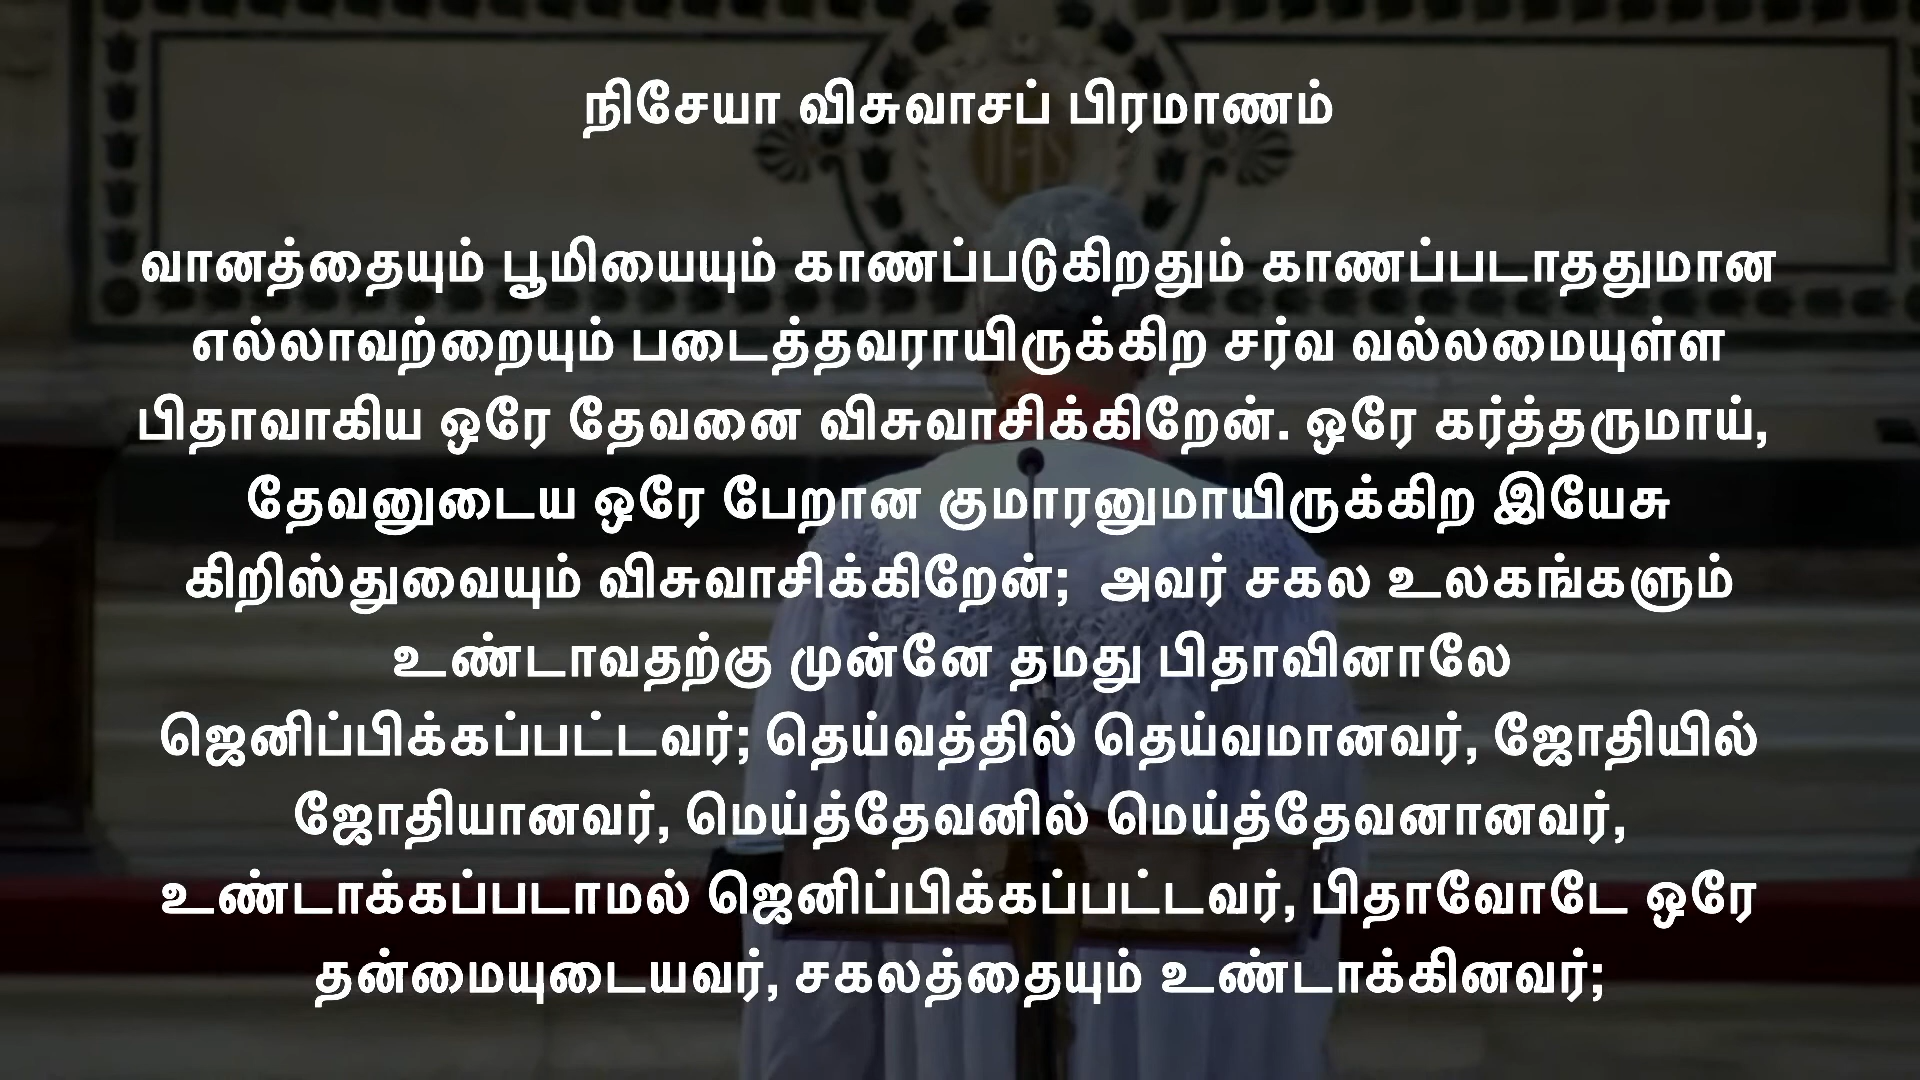 நிசேயா விசுவாசப் பிரமாணம்
வானத்தையும் பூமியையும் காணப்படுகிறதும் காணப்படாததுமான
எல்லாவற்றையும் படைத்தவராயிருக்கிற சர்வ வல்லமையுள்ள
பிதாவாகிய ஒரே தேவனை விசுவாசிக்கிறேன். ஒரே கர்த்தருமாய்,
தேவனுடைய ஒரே பேறான குமாரனுமாயிருக்கிற இயேசு
கிறிஸ்துவையும் விசுவாசிக்கிறேன்;  அவர் சகல உலகங்களும்
உண்டாவதற்கு முன்னே தமது பிதாவினாலே
ஜெனிப்பிக்கப்பட்டவர்; தெய்வத்தில் தெய்வமானவர், ஜோதியில்
ஜோதியானவர், மெய்த்தேவனில் மெய்த்தேவனானவர்,
உண்டாக்கப்படாமல் ஜெனிப்பிக்கப்பட்டவர், பிதாவோடே ஒரே
தன்மையுடையவர், சகலத்தையும் உண்டாக்கினவர்;